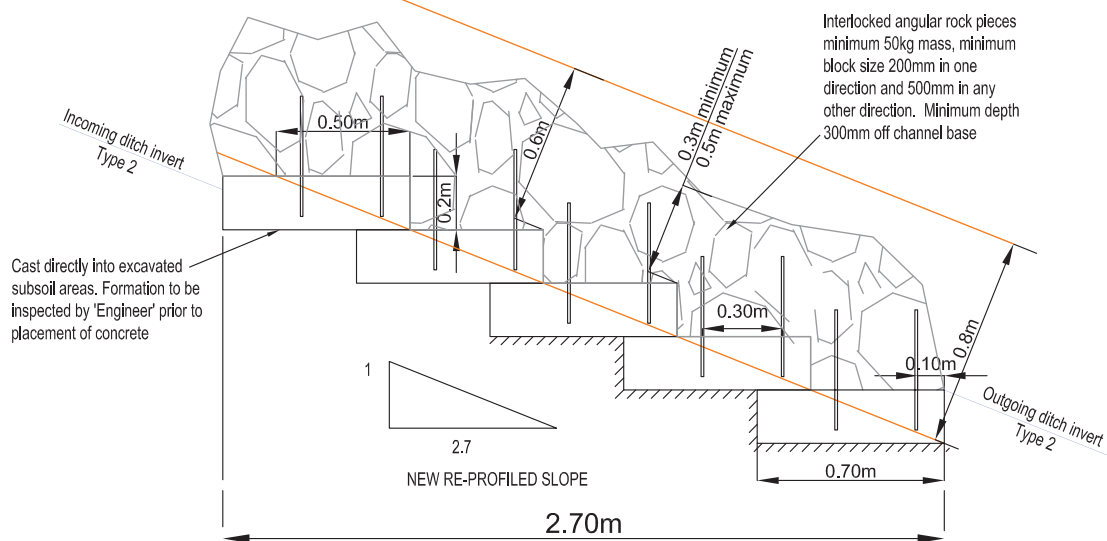 Interlocked angular rock pieces
minimum 50kg mass, minimum
block size 200mm in one
direction and 500mm in any
other direction. Minimum depth
300mm off channel base
0.3m minimum
0.5m maximum
0.6m
Incoming ditch invert
Type 2
0.50m
0.2m
Cast directly into excavated
subsoil areas. Formation to be
inspected by 'Engineer' prior to
placement of concrete
0.30m
0.10m
0.8m
Outgoing ditch invert
Type 2
1
2.7
NEW RE-PROFILED SLOPE
0.70m
2.70m